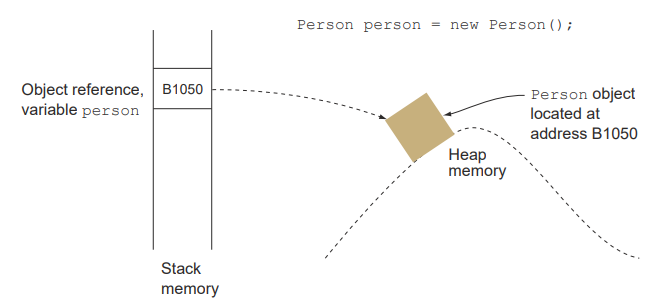 Person person = new Person();
Object reference,
variable person
B1050
Person object
located at
address B1050
Heap
memory
Stack
memory